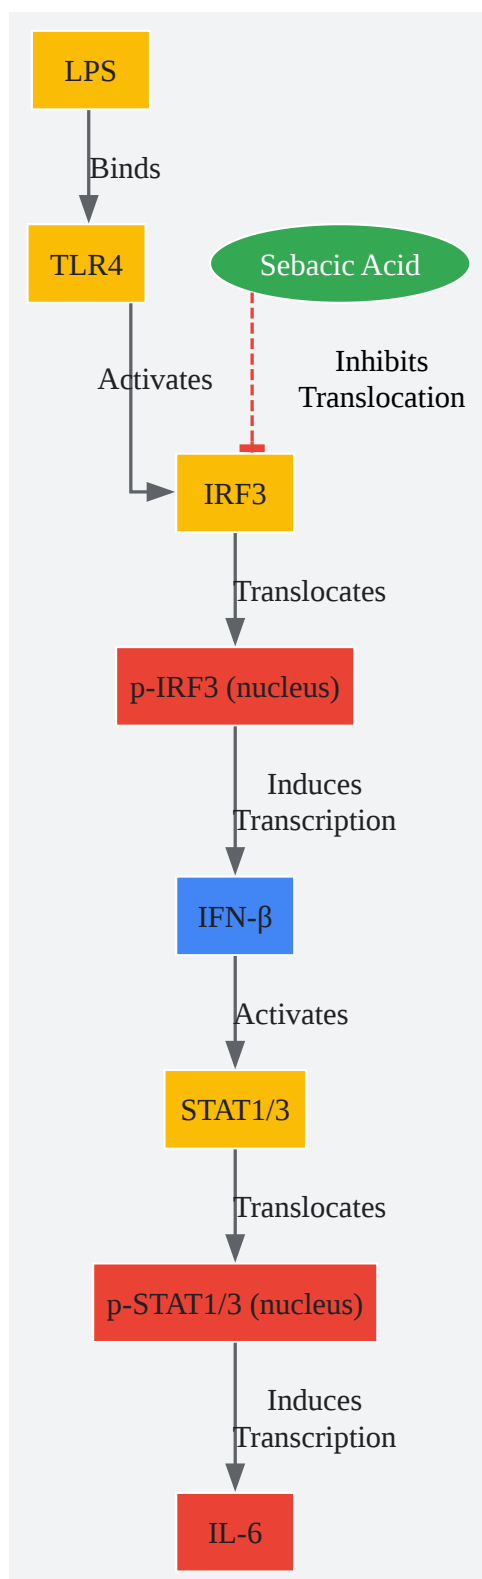 LPS
Binds
TLR4
Sebacic Acid
Activates
Inhibits
Translocation
IRF3
Translocates
p-IRF3 (nucleus)
Induces
Transcription
IFN-β
Activates
STAT1/3
Translocates
p-STAT1/3 (nucleus)
Induces
Transcription
IL-6